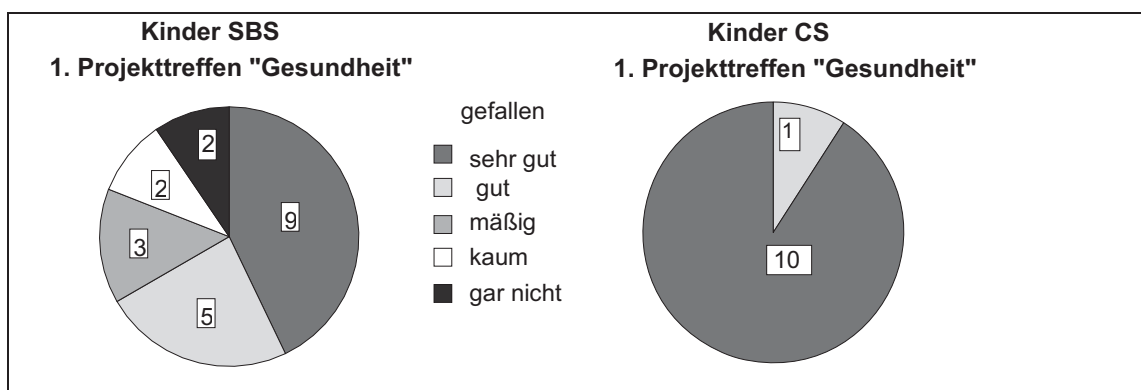 Kinder SBS
1. Projekttreffen "Gesundheit"
2
2
3
5
9
gefallen
sehr gut
gut
mäßig
kaum
gar nicht
Kinder CS
1. Projekttreffen "Gesundheit"
1
10